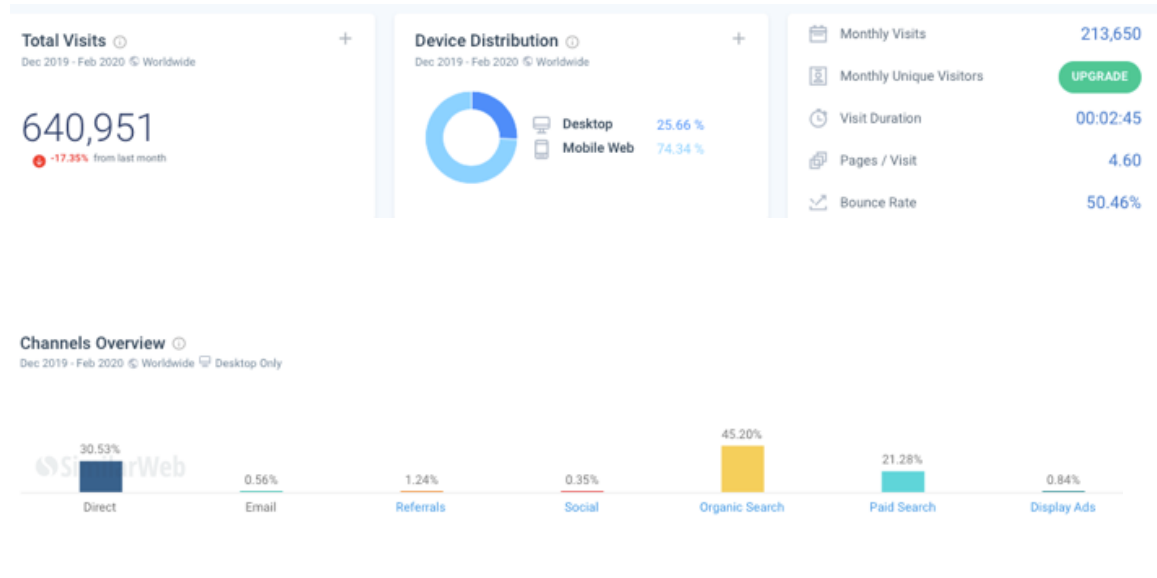 Total Visits
Dec 2019 - Feb 2020 Worldwide
640,951
-17.35% from last month
Device Distribution
Dec 2019 - Feb 2020 Worldwide
Desktop 25.66 %
Mobile Web 74.34 %
Monthly Visits 213,650
Monthly Unique Visitors UPGRADE
Visit Duration 00:02:45
Pages / Visit 4.60
Bounce Rate 50.46%
Channels Overview
Dec 2019 - Feb 2020 Worldwide Desktop Only
SimilarWeb
30.53% 0.56% 1.24% 0.35% 45.20% 21.28% 0.84%
Direct Email Referrals Social Organic Search Paid Search Display Ads